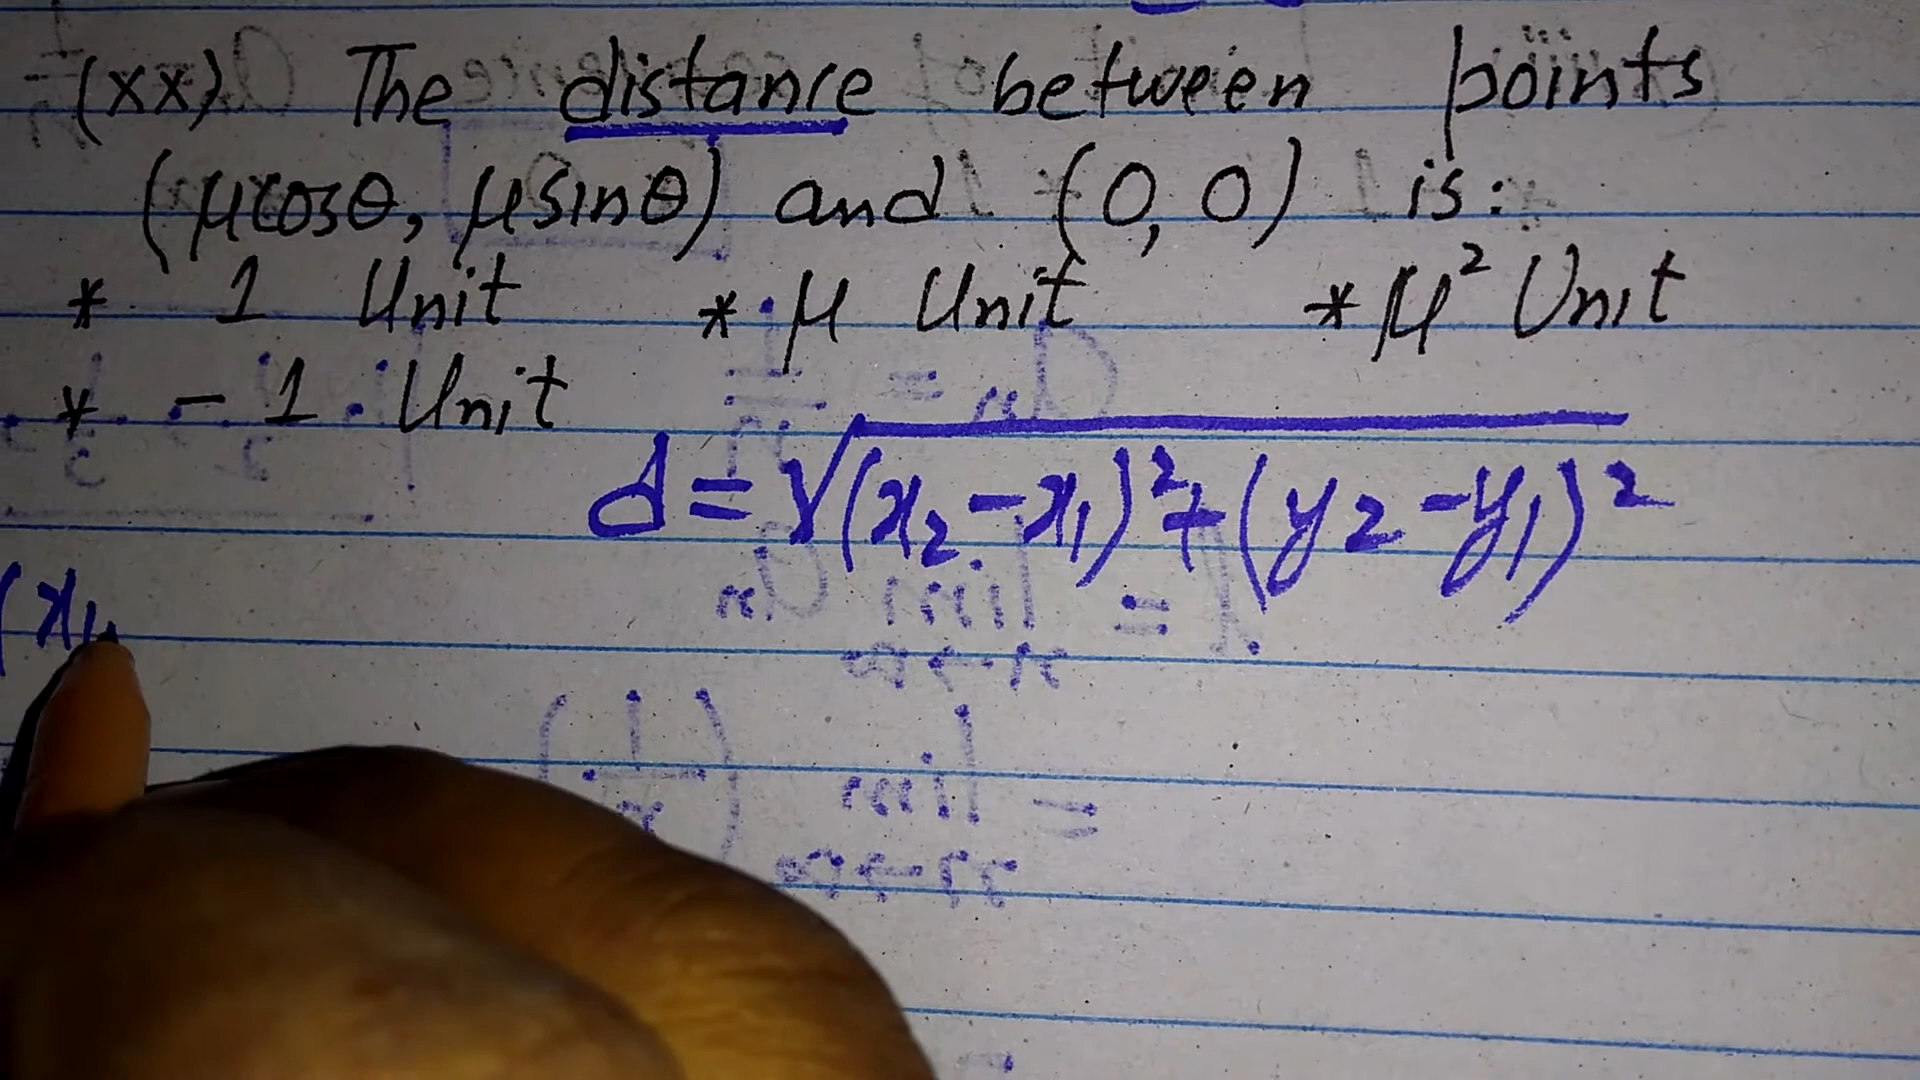 (xx) The distance between points
(μcosθ, μsinθ) and (0,0) is:
* 1 Unit * μ Unit * μ² Unit
* -1 Unit
d=√(x₂-x₁)²+(y₂-y₁)²
(x₁,